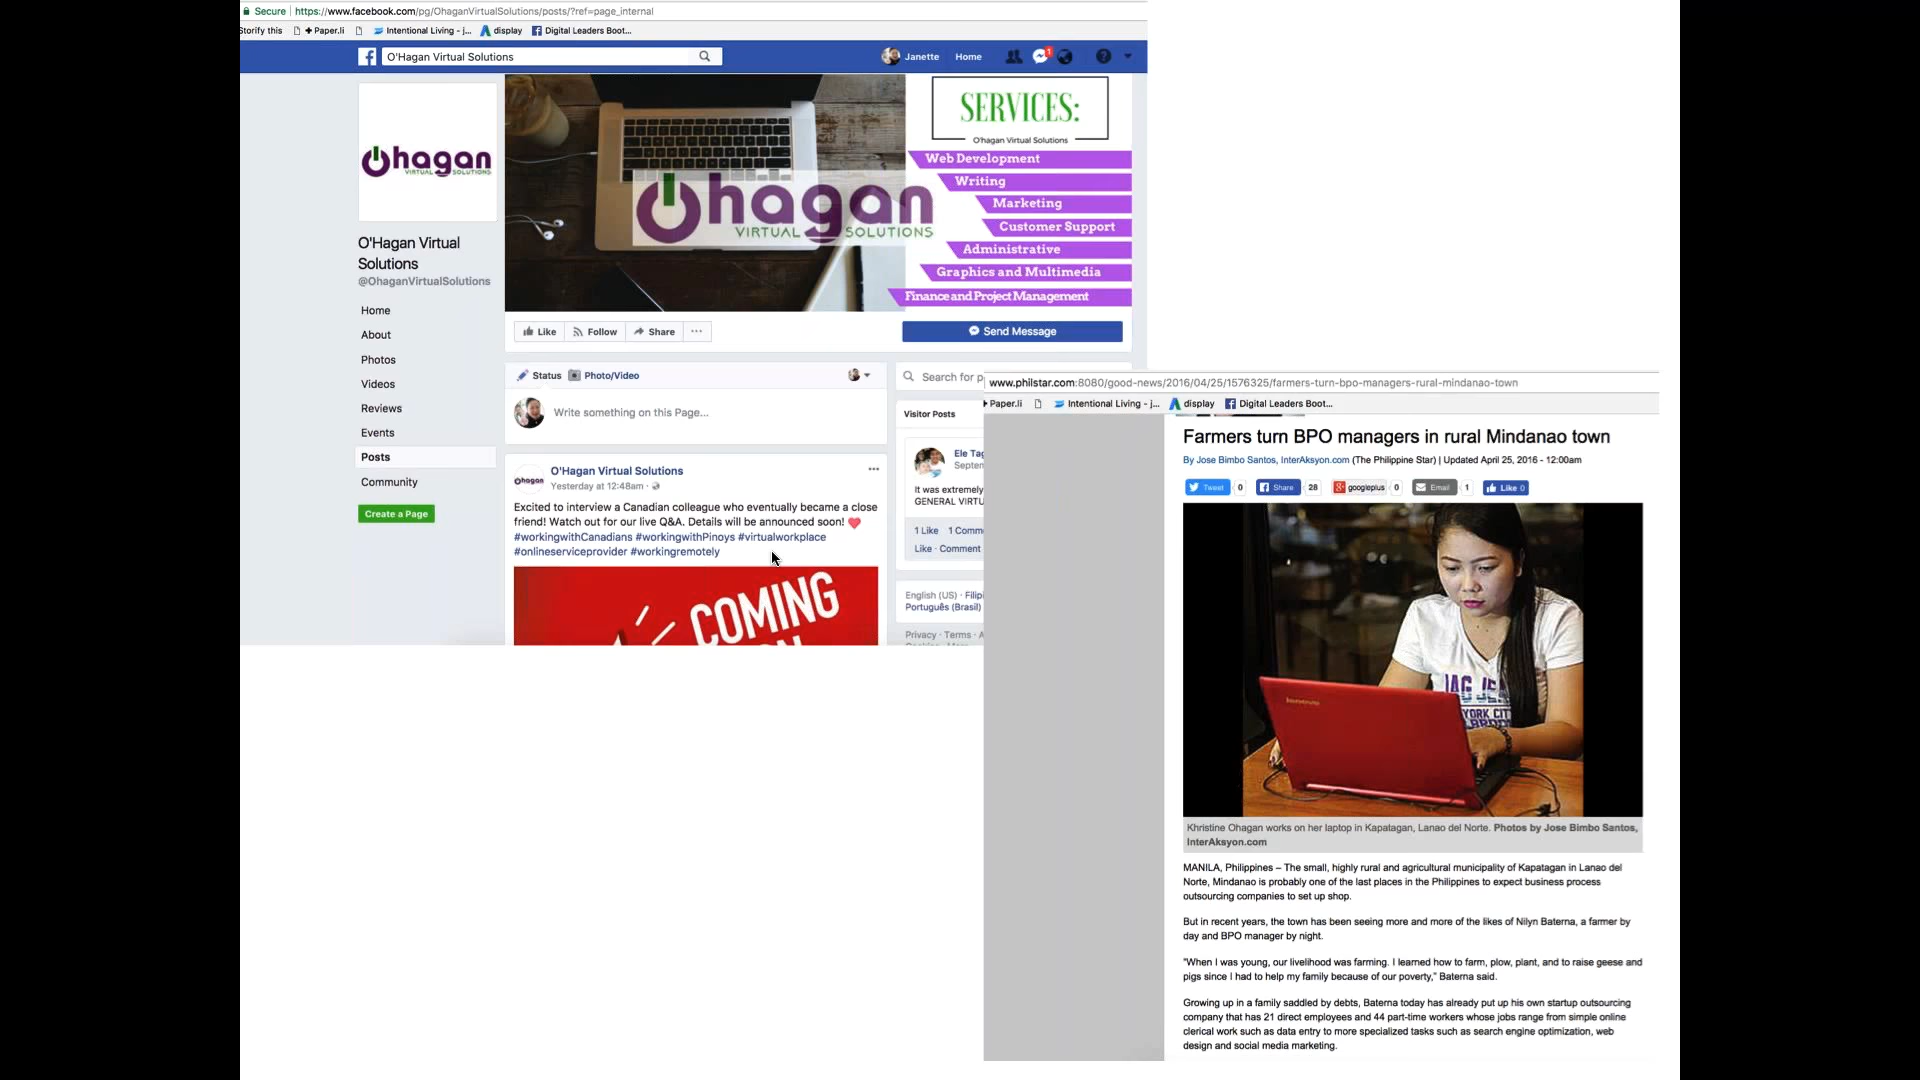 Secure https://www.facebook.com/pg/OhaganVirtualSolutions/posts/?ref=page_internal
Storify this Paper.li Intentional Living - j... display Digital Leaders Boot...
O'Hagan Virtual Solutions
Janette Home 1
Ohagan
VIRTUAL SOLUTIONS
O'Hagan Virtual
Solutions
@OhaganVirtualSolutions
Home
About
Photos
Videos
Reviews
Events
Posts
Community
Create a Page
Ohagan
VIRTUAL SOLUTIONS
SERVICES:
O'hagan Virtual Solutions
Web Development
Writing
Marketing
Customer Support
Administrative
Graphics and Multimedia
Finance and Project Management
Like Follow Share ...
Send Message
Status Photo/Video
Write something on this Page...
O'Hagan Virtual Solutions
Yesterday at 12:48am
Excited to interview a Canadian colleague who eventually became a close
friend! Watch out for our live Q&A. Details will be announced soon!
#workingwithCanadians #workingwithPinoys #virtualworkplace
#onlineserviceprovider #workingremotely
COMING
Search for p
Visitor Posts
Ele Tag
Septem
It was extremely
GENERAL VIRTU
1 Like 1 Comm
Like · Comment
English (US) · Filipi
Português (Brasil)
Privacy · Terms · A
www.philstar.com:8080/good-news/2016/04/25/1576325/farmers-turn-bpo-managers-rural-mindanao-town
Paper.li Intentional Living - j... display Digital Leaders Boot...
Farmers turn BPO managers in rural Mindanao town
By Jose Bimbo Santos, InterAksyon.com (The Philippine Star) | Updated April 25, 2016 - 12:00am
Tweet 0 Share 28 googleplus 0 Email 1 Like 0
lenovo
YORK CIT
Khristine Ohagan works on her laptop in Kapatagan, Lanao del Norte. Photos by Jose Bimbo Santos,
InterAksyon.com
MANILA, Philippines – The small, highly rural and agricultural municipality of Kapatagan in Lanao del
Norte, Mindanao is probably one of the last places in the Philippines to expect business process
outsourcing companies to set up shop.
But in recent years, the town has been seeing more and more of the likes of Nilyn Baterna, a farmer by
day and BPO manager by night.
"When I was young, our livelihood was farming. I learned how to farm, plow, plant, and to raise geese and
pigs since I had to help my family because of our poverty," Baterna said.
Growing up in a family saddled by debts, Baterna today has already put up his own startup outsourcing
company that has 21 direct employees and 44 part-time workers whose jobs range from simple online
clerical work such as data entry to more specialized tasks such as search engine optimization, web
design and social media marketing.